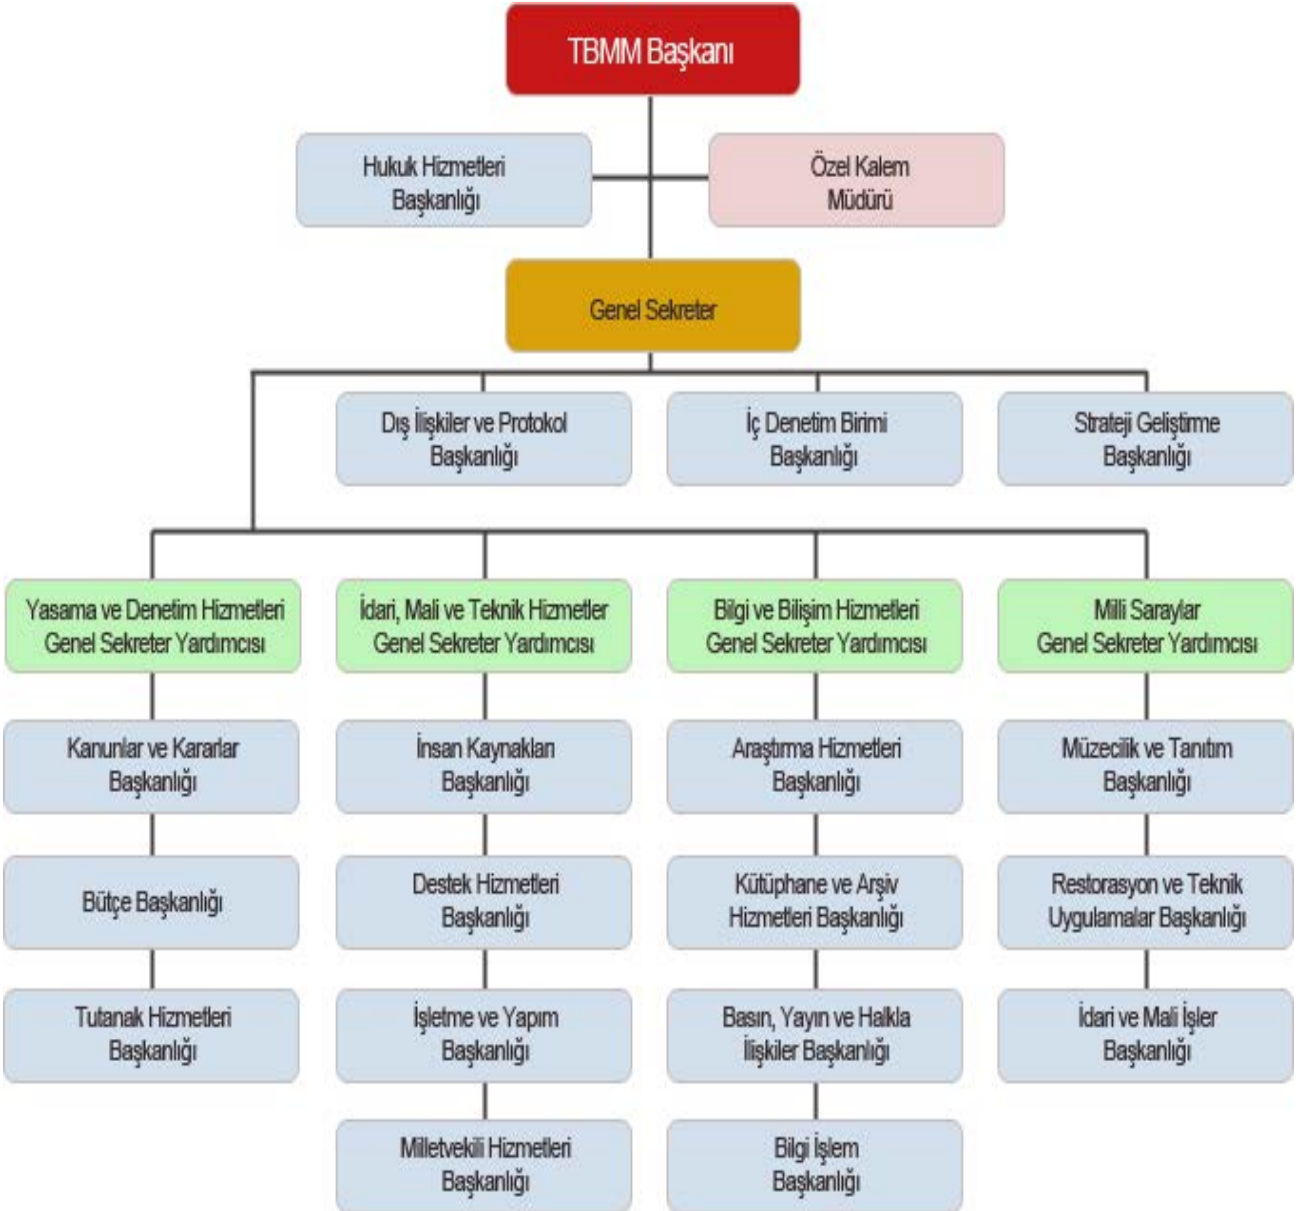 TBMM Başkanı
Hukuk Hizmetleri
Başkanlığı
Özel Kalem
Müdürü
Genel Sekreter
Dış İlişkiler ve Protokol
Başkanlığı
İç Denetim Birimi
Başkanlığı
Strateji Geliştirme
Başkanlığı
Yasama ve Denetim Hizmetleri
Genel Sekreter Yardımcısı
İdari, Mali ve Teknik Hizmetler
Genel Sekreter Yardımcısı
Bilgi ve Bilişim Hizmetleri
Genel Sekreter Yardımcısı
Milli Saraylar
Genel Sekreter Yardımcısı
Kanunlar ve Kararlar
Başkanlığı
İnsan Kaynakları
Başkanlığı
Araştırma Hizmetleri
Başkanlığı
Müzecilik ve Tanıtım
Başkanlığı
Bütçe Başkanlığı
Destek Hizmetleri
Başkanlığı
Kütüphane ve Arşiv
Hizmetleri Başkanlığı
Restorasyon ve Teknik
Uygulamalar Başkanlığı
Tutanak Hizmetleri
Başkanlığı
İşletme ve Yapım
Başkanlığı
Basın, Yayın ve Halkla
İlişkiler Başkanlığı
İdari ve Mali İşler
Başkanlığı
Milletvekili Hizmetleri
Başkanlığı
Bilgi İşlem
Başkanlığı